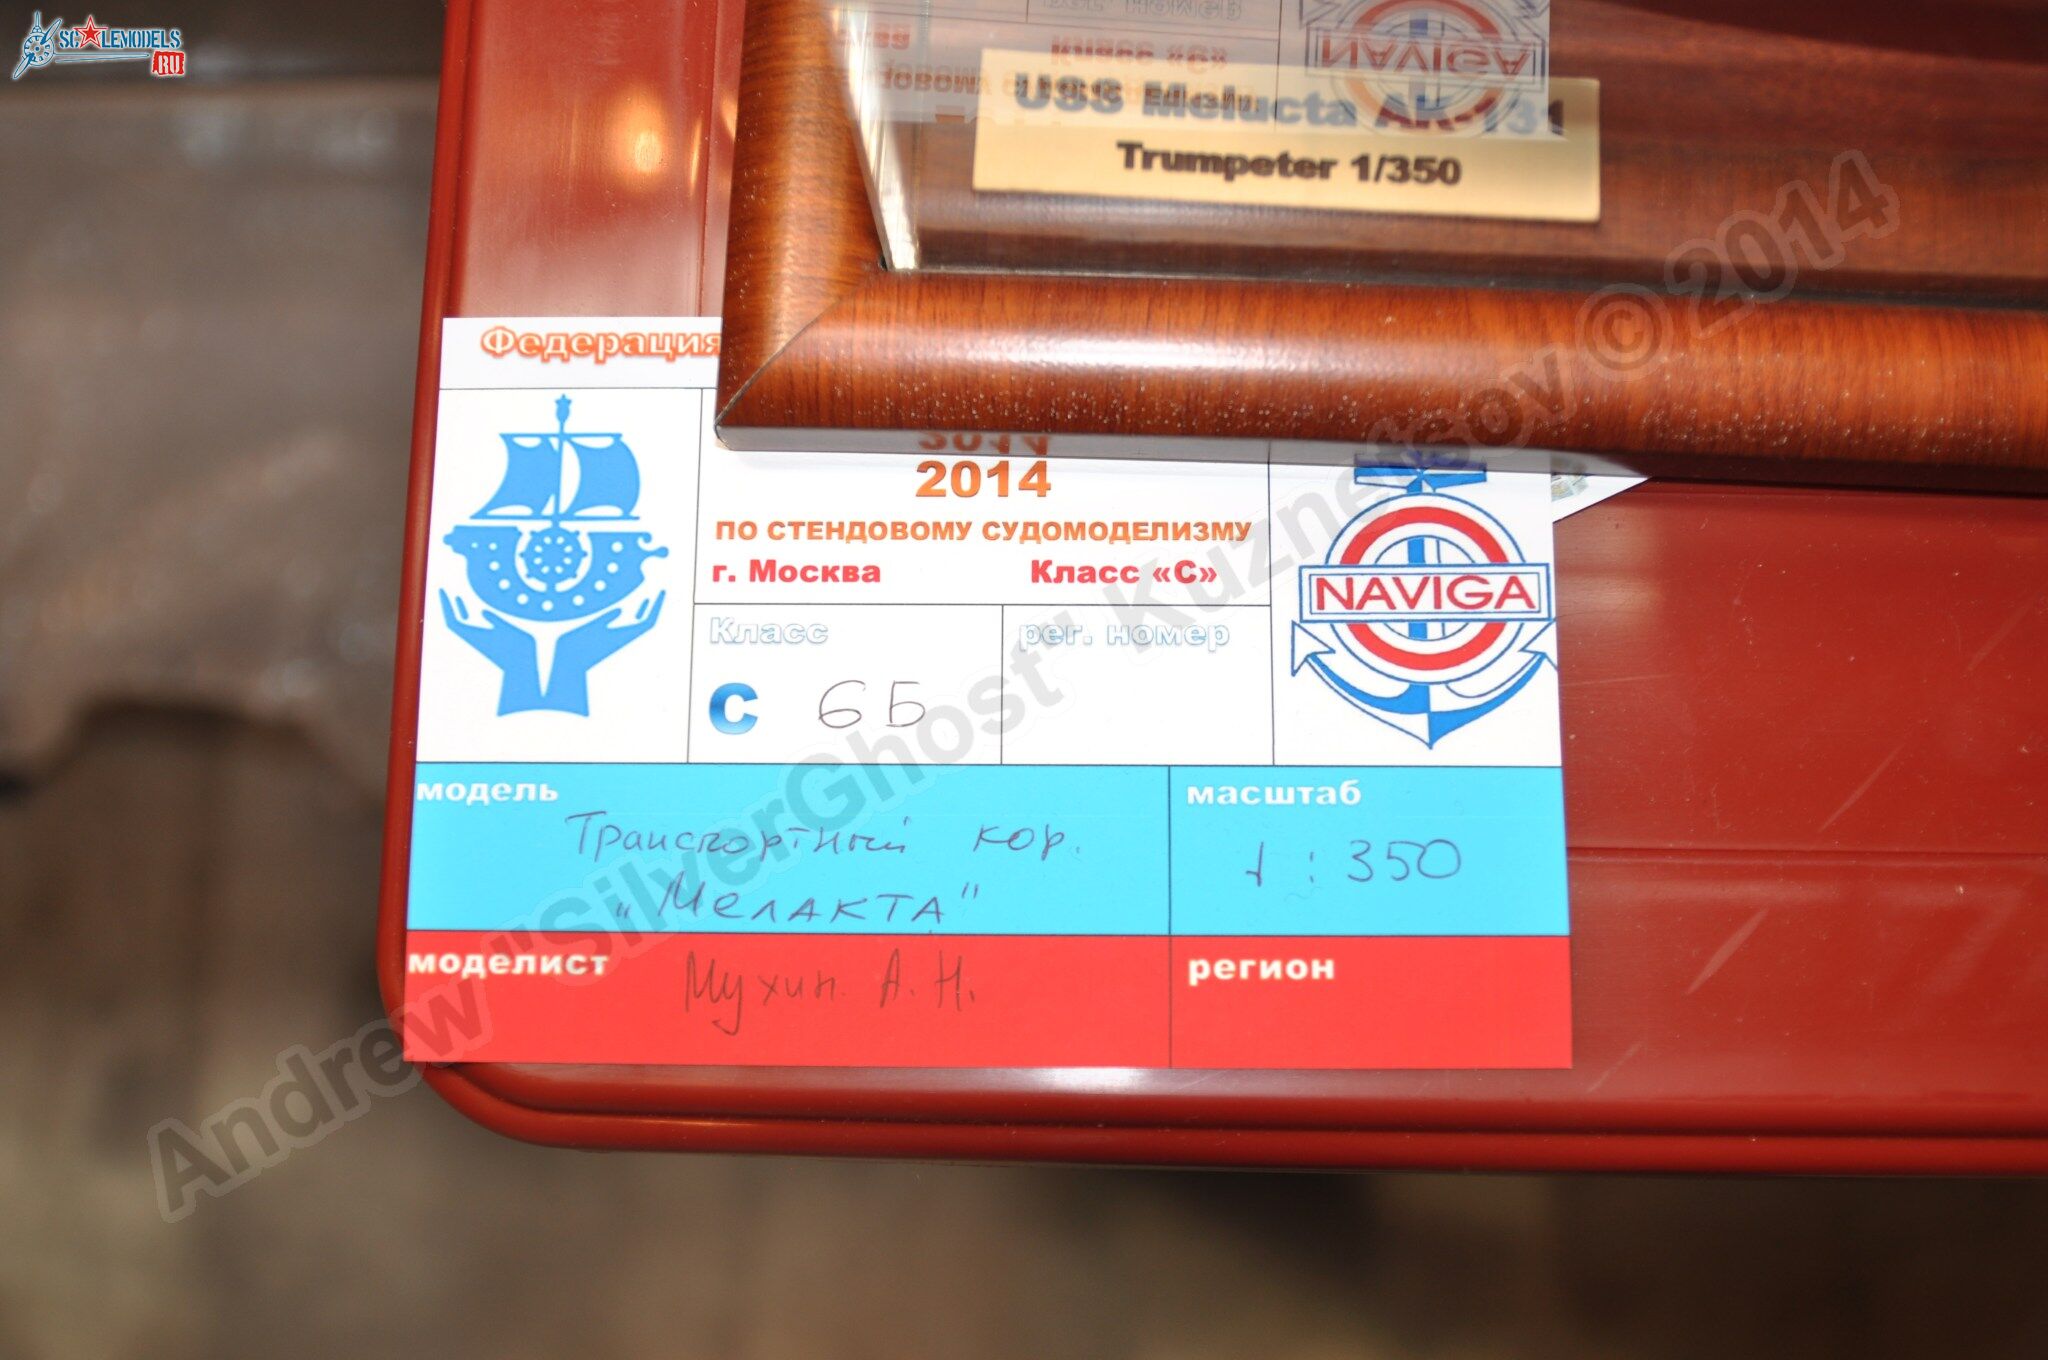 SCALEMODELS
RU
USS Melucta AK-131
Trumpeter 1/350
Федерация
2014
ПО СТЕНДОВОМУ СУДОМОДЕЛИЗМУ
г. Москва Класс «С»
NAVIGA
Класс рег. номер
С 6Б
модель масштаб
Транспортный кор. 1:350
„Мелакта"
моделист Мухин А.Н. регион
Andrew "SilverGhost" Kuznetsov © 2014